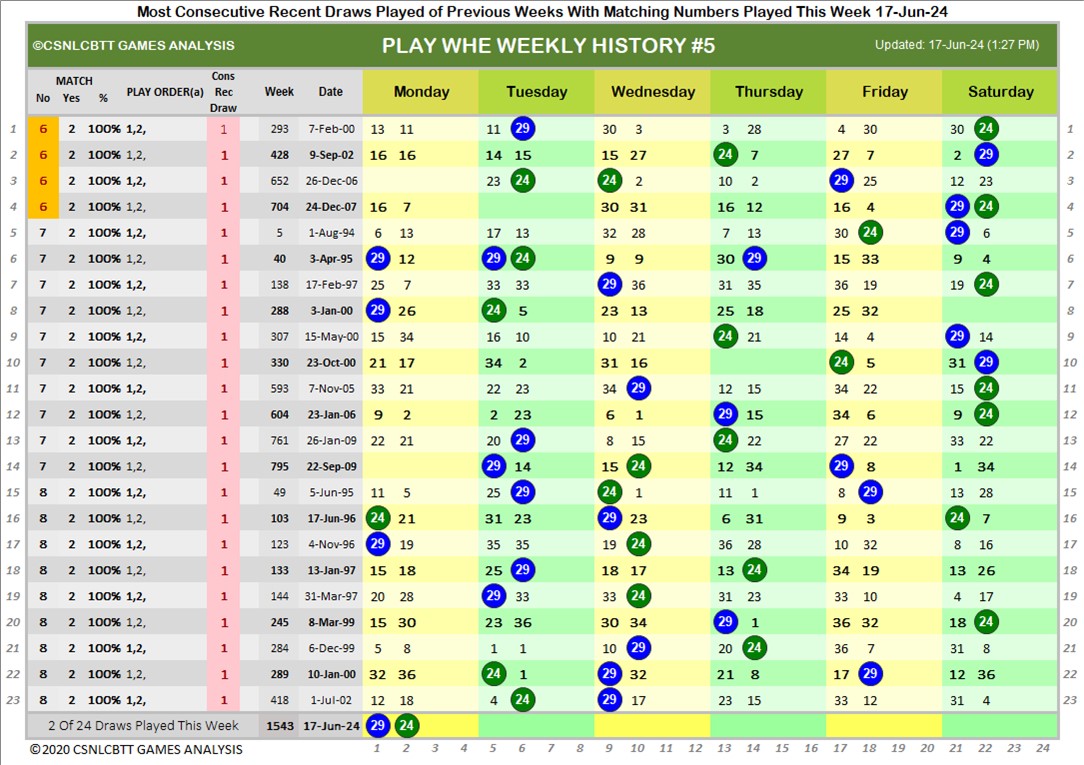 Most Consecutive Recent Draws Played of Previous Weeks With Matching Numbers Played This Week 17-Jun-24
©CSNLCBTT GAMES ANALYSIS PLAY WHE WEEKLY HISTORY #5 Updated: 17-Jun-24 (1:27 PM)
MATCH Cons
No Yes % PLAY ORDER(a) Rec Week Date Monday Tuesday Wednesday Thursday Friday Saturday
Draw
1 6 2 100% 1,2, 1 293 7-Feb-00 13 11 11 29 30 3 3 28 4 30 30 24 1
2 6 2 100% 1,2, 1 428 9-Sep-02 16 16 14 15 15 27 24 7 27 7 2 29 2
3 6 2 100% 1,2, 1 652 26-Dec-06 23 24 24 2 10 2 29 25 12 23 3
4 6 2 100% 1,2, 1 704 24-Dec-07 16 7 30 31 16 12 16 4 29 24 4
5 7 2 100% 1,2, 1 5 1-Aug-94 6 13 17 13 32 28 7 13 30 24 29 6 5
6 7 2 100% 1,2, 1 40 3-Apr-95 29 12 29 24 9 9 30 29 15 33 9 4 6
7 7 2 100% 1,2, 1 138 17-Feb-97 25 7 33 33 29 36 31 35 36 19 19 24 7
8 7 2 100% 1,2, 1 288 3-Jan-00 29 26 24 5 23 13 25 18 25 32 8
9 7 2 100% 1,2, 1 307 15-May-00 15 34 16 10 10 21 24 21 14 4 29 14 9
10 7 2 100% 1,2, 1 330 23-Oct-00 21 17 34 2 31 16 24 5 31 29 10
11 7 2 100% 1,2, 1 593 7-Nov-05 33 21 22 23 34 29 12 15 34 22 15 24 11
12 7 2 100% 1,2, 1 604 23-Jan-06 9 2 2 23 6 1 29 15 34 6 9 24 12
13 7 2 100% 1,2, 1 761 26-Jan-09 22 21 20 29 8 15 24 22 27 22 33 22 13
14 7 2 100% 1,2, 1 795 22-Sep-09 29 14 15 24 12 34 29 8 1 34 14
15 8 2 100% 1,2, 1 49 5-Jun-95 11 5 25 29 24 1 11 1 8 29 13 28 15
16 8 2 100% 1,2, 1 103 17-Jun-96 24 21 31 23 29 23 6 31 9 3 24 7 16
17 8 2 100% 1,2, 1 123 4-Nov-96 29 19 35 35 19 24 36 28 10 32 8 16 17
18 8 2 100% 1,2, 1 133 13-Jan-97 15 18 25 29 18 17 13 24 34 19 13 26 18
19 8 2 100% 1,2, 1 144 31-Mar-97 20 28 29 33 33 24 31 23 33 10 4 17 19
20 8 2 100% 1,2, 1 245 8-Mar-99 15 30 23 36 30 34 29 1 36 32 18 24 20
21 8 2 100% 1,2, 1 284 6-Dec-99 5 8 1 1 10 29 20 24 36 7 31 8 21
22 8 2 100% 1,2, 1 289 10-Jan-00 32 36 24 1 29 32 21 8 17 29 12 36 22
23 8 2 100% 1,2, 1 418 1-Jul-02 12 18 4 24 29 17 23 15 33 12 31 4 23
2 Of 24 Draws Played This Week 1543 17-Jun-24 29 24
© 2020 CSNLCBTT GAMES ANALYSIS 1 2 3 4 5 6 7 8 9 10 11 12 13 14 15 16 17 18 19 20 21 22 23 24